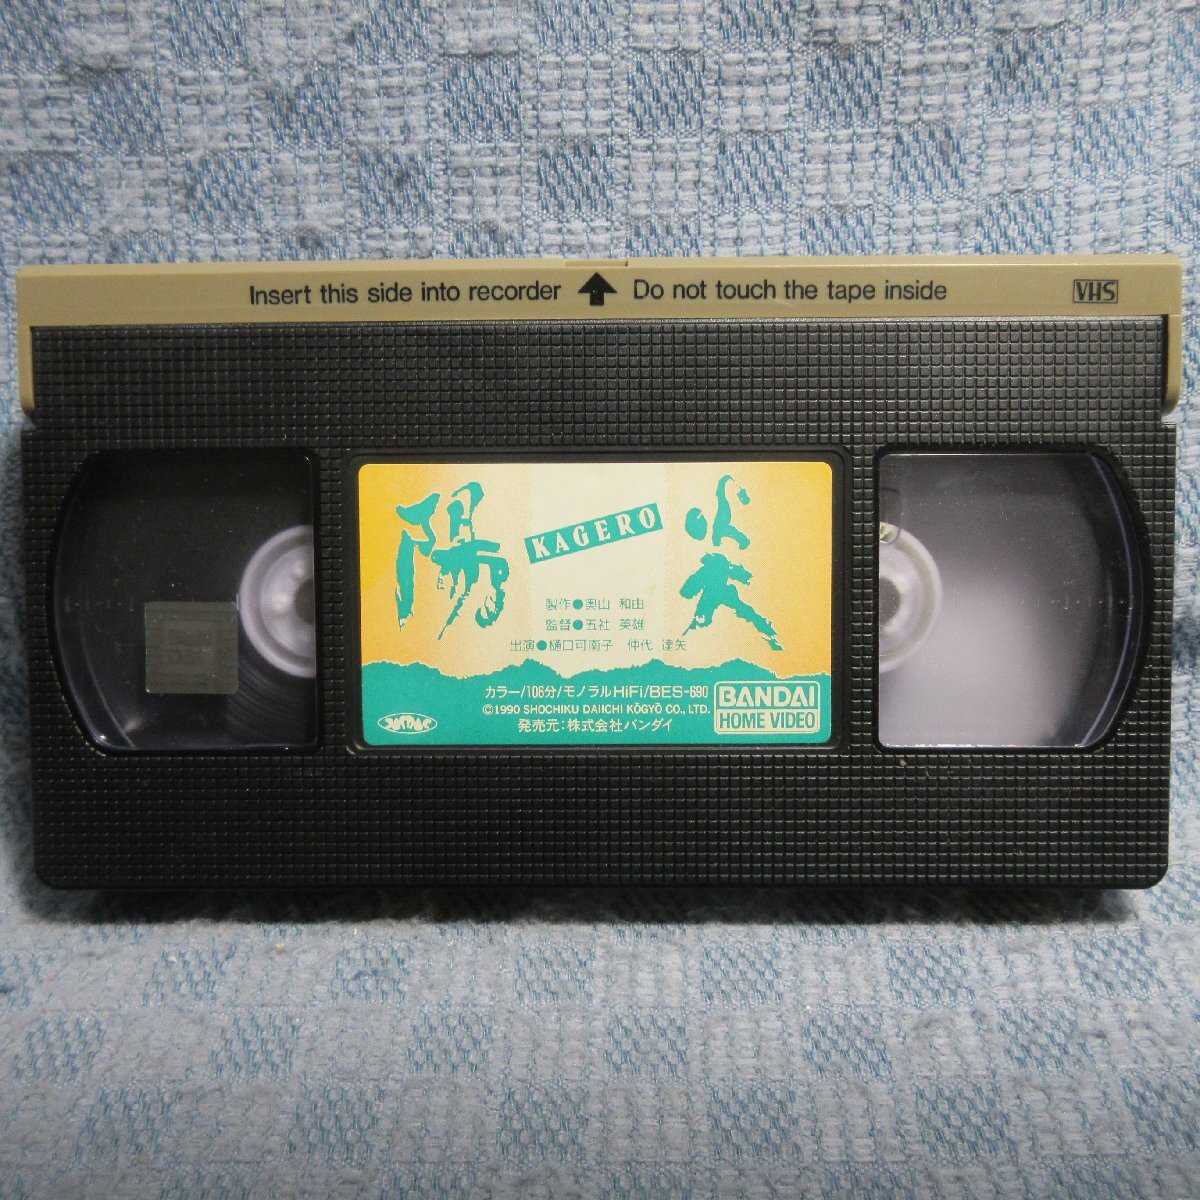 Insert this side into recorder Do not touch the tape inside VHS
陽炎
KAGERO
製作●奥山 和由
監督●五社 英雄
出演●樋口可南子 仲代 達矢
カラー/106分/モノラルHiFi/BES-690
©1990 SHOCHIKU DAIICHI KŌGYŌ CO., LTD.
発売元:株式会社バンダイ
BANDAI
HOME VIDEO